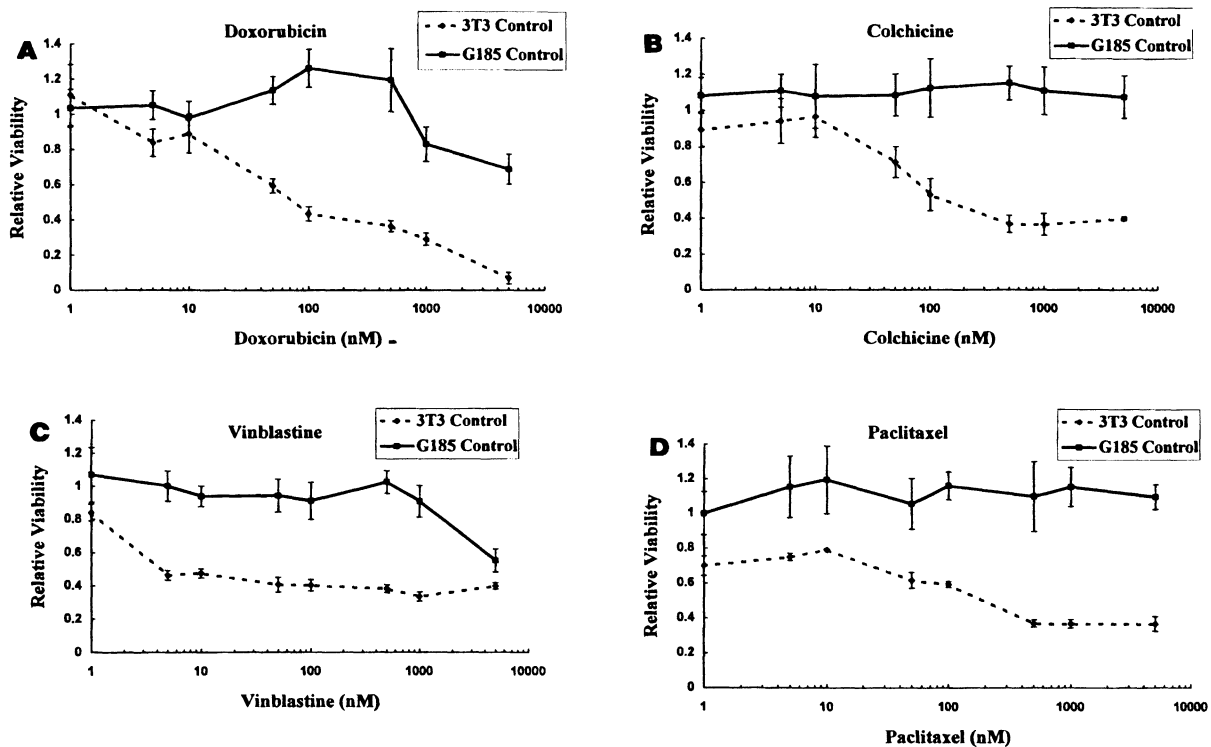 A
Doxorubicin
3T3 Control
G185 Control
Relative Viability
1.4
1.2
1
0.8
0.6
0.4
0.2
0
1 10 100 1000 10000
Doxorubicin (nM)
B
Colchicine
3T3 Control
G185 Control
Relative Viability
1.4
1.2
1
0.8
0.6
0.4
0.2
0
1 10 100 1000 10000
Colchicine (nM)
C
Vinblastine
3T3 Control
G185 Control
Relative Viability
1.4
1.2
1
0.8
0.6
0.4
0.2
0
1 10 100 1000 10000
Vinblastine (nM)
D
Paclitaxel
3T3 Control
G185 Control
Relative Viability
1.4
1.2
1
0.8
0.6
0.4
0.2
0
1 10 100 1000 10000
Paclitaxel (nM)